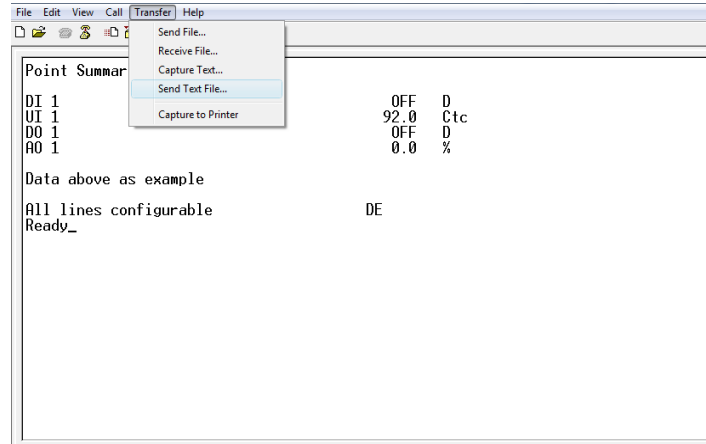 File Edit View Call Transfer Help
Send File...
Receive File...
Capture Text...
Send Text File...
Capture to Printer
Point Summar
DI 1 OFF D
UI 1 92.0 Ctc
DO 1 OFF D
AO 1 0.0 %
Data above as example
All lines configurable DE
Ready_